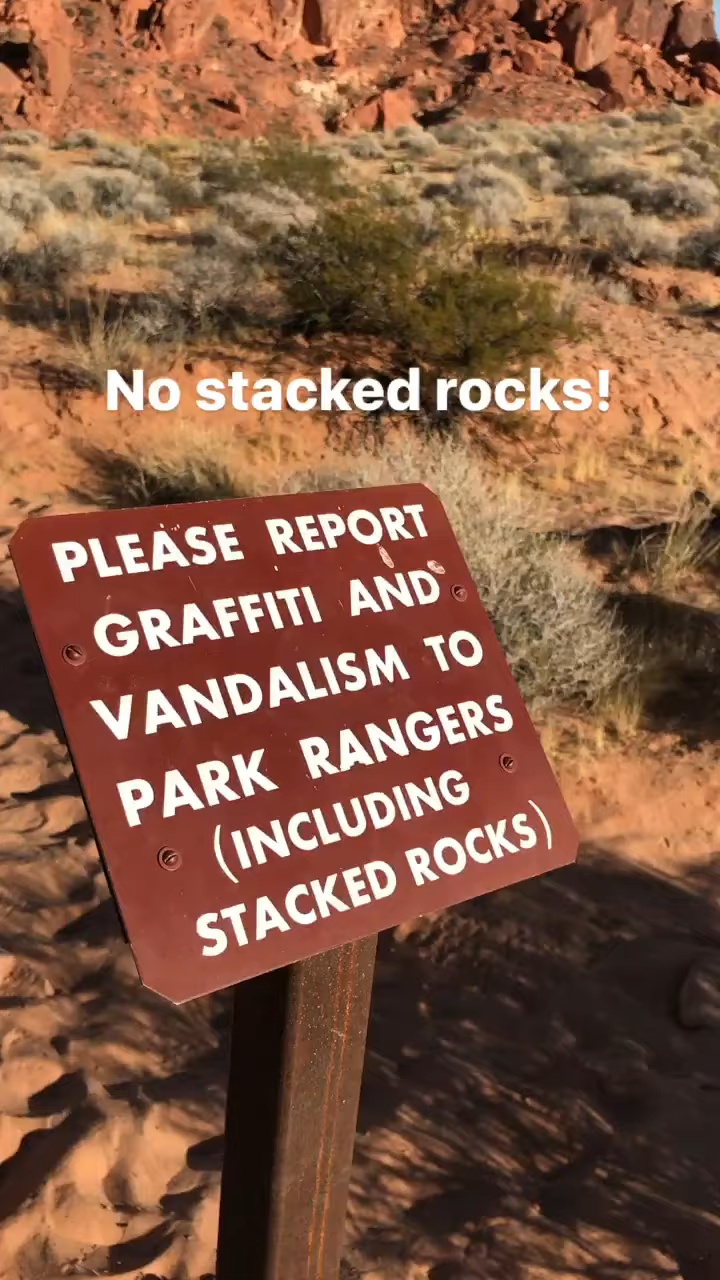 No stacked rocks!
PLEASE REPORT
GRAFFITI AND
VANDALISM TO
PARK RANGERS
(INCLUDING
STACKED ROCKS)